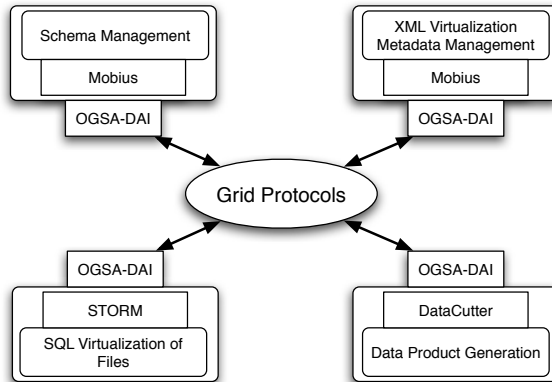 Schema Management
Mobius
OGSA-DAI
XML Virtualization
Metadata Management
Mobius
OGSA-DAI
Grid Protocols
OGSA-DAI
STORM
SQL Virtualization of
Files
OGSA-DAI
DataCutter
Data Product Generation